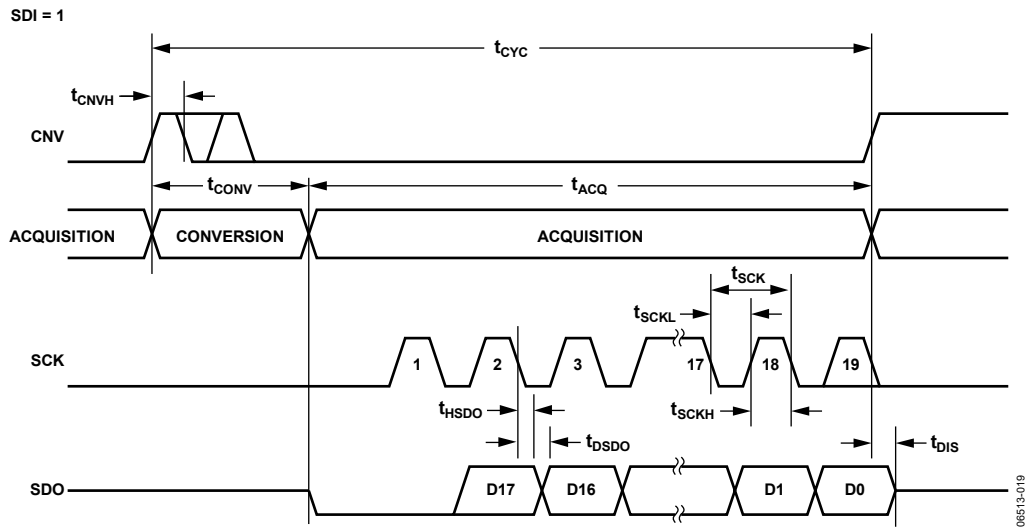 SDI = 1
tCYC
tCNVH
CNV
tCONV
tACQ
ACQUISITION
CONVERSION
ACQUISITION
tSCK
tSCKL
SCK
1
2
3
17
18
19
tHSDO
tSCKH
tDSDO
tDIS
SDO
D17
D16
D1
D0
06513-019